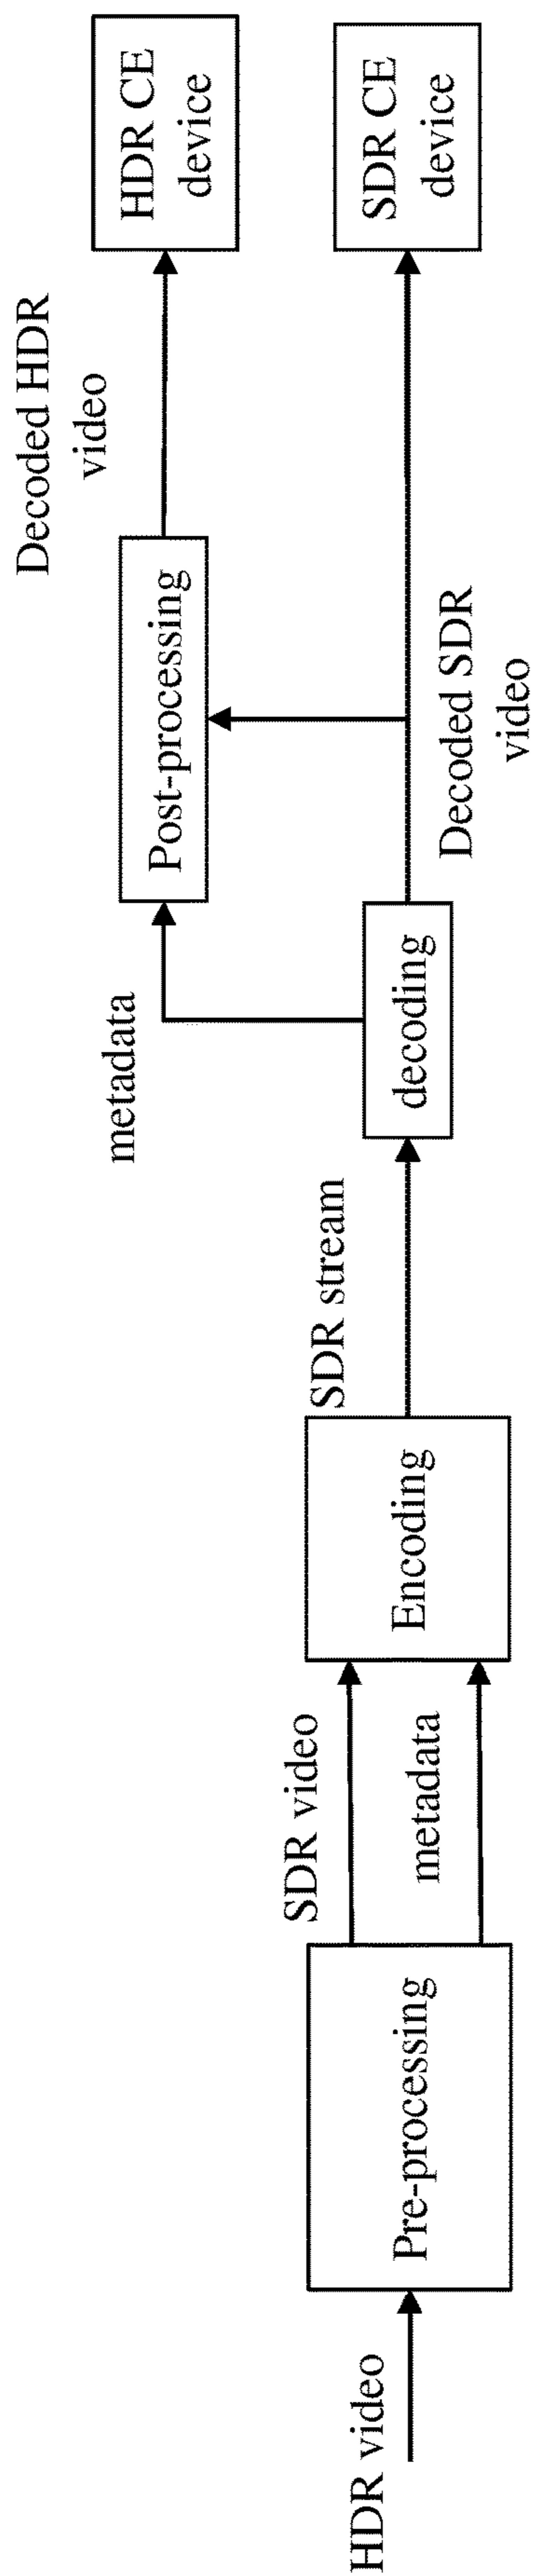 HDR video
Pre-processing
SDR video
metadata
Encoding
SDR stream
decoding
metadata
Post-processing
Decoded SDR
video
Decoded HDR
video
HDR CE
device
SDR CE
device